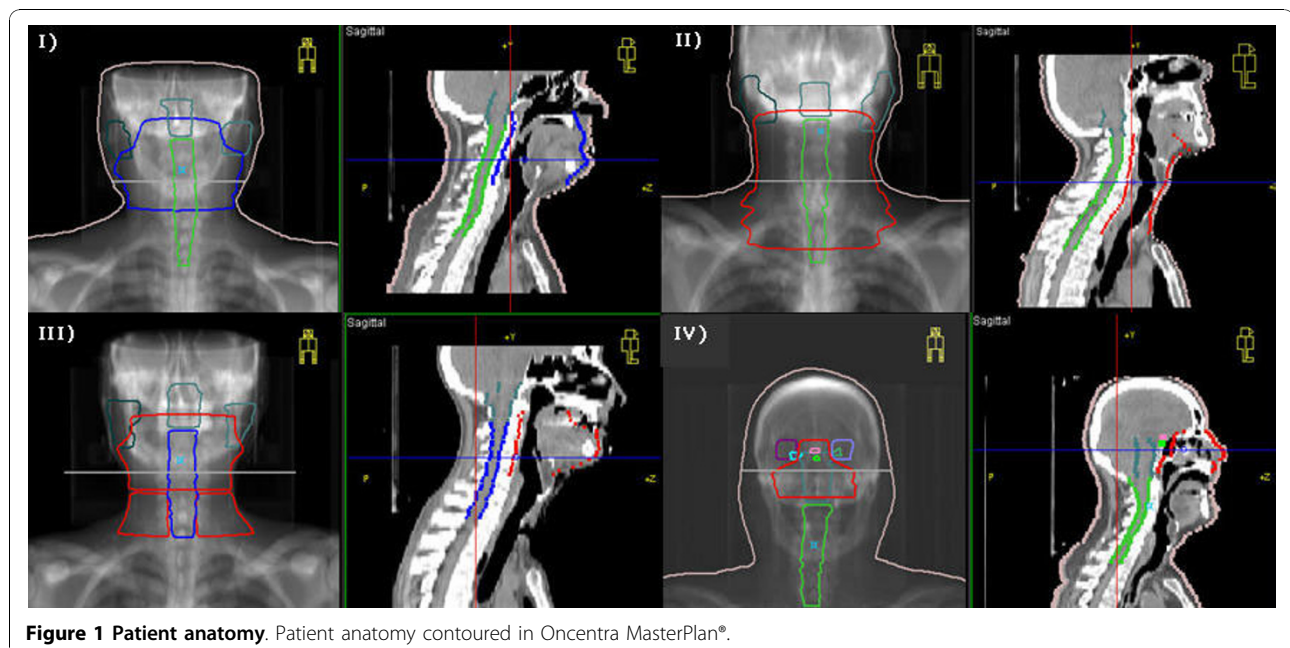 I)
Sagittal
+Y
P
+Z
II)
Sagittal
+Y
P
+Z
III)
Sagittal
+Y
P
+Z
IV)
Sagittal
+Y
P
+Z
Figure 1 Patient anatomy. Patient anatomy contoured in Oncentra MasterPlan®.